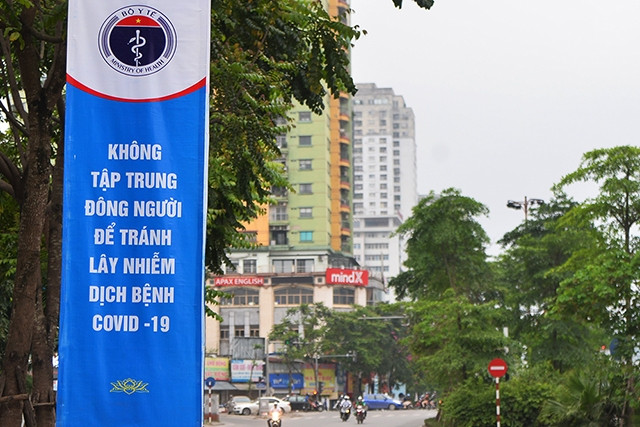 BỘ Y TẾ
MINISTRY OF HEALTH
KHÔNG
TẬP TRUNG
ĐÔNG NGƯỜI
ĐỂ TRÁNH
LÂY NHIỄM
DỊCH BỆNH
COVID -19
APAX ENGLISH
mindX